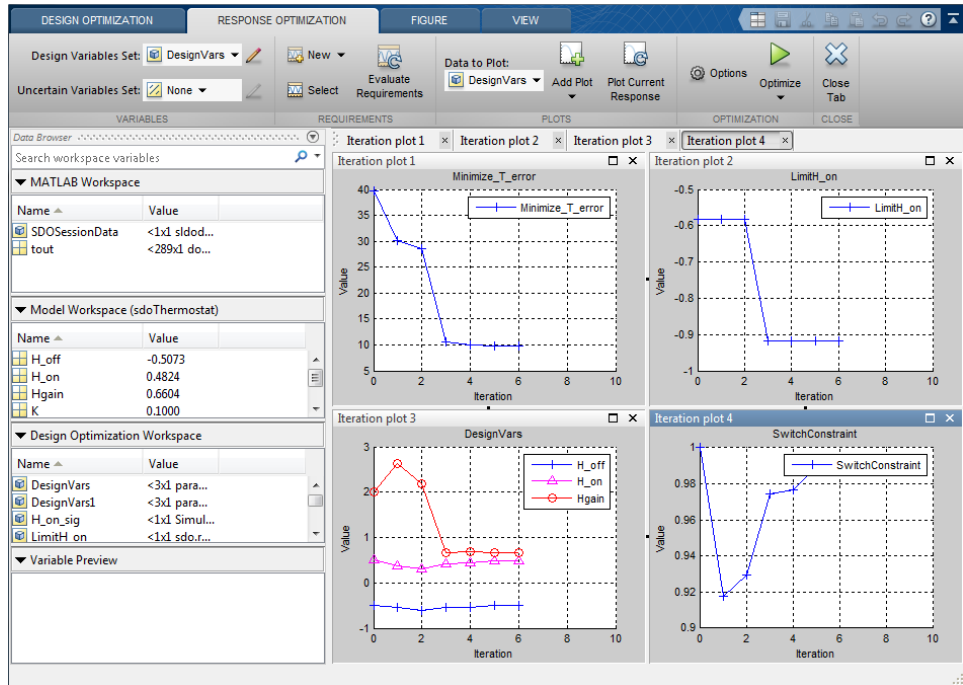 DESIGN OPTIMIZATION RESPONSE OPTIMIZATION FIGURE VIEW
Design Variables Set: DesignVars New Data to Plot:
Evaluate Requirements DesignVars Add Plot Plot Current Response Options Optimize Close Tab
Uncertain Variables Set: None Select
VARIABLES REQUIREMENTS PLOTS OPTIMIZATION CLOSE
Data Browser
Search workspace variables
MATLAB Workspace
Name Value
SDOSessionData <1x1 sldod...
tout <289x1 do...
Model Workspace (sdoThermostat)
Name Value
H_off -0.5073
H_on 0.4824
Hgain 0.6604
K 0.1000
Design Optimization Workspace
Name Value
DesignVars <3x1 para...
DesignVars1 <3x1 para...
H_on_sig <1x1 Simul...
LimitH_on <1x1 sdo.r...
Variable Preview
Iteration plot 1 × Iteration plot 2 × Iteration plot 3 × Iteration plot 4 ×
Iteration plot 1
Minimize_T_error
Minimize_T_error
40
35
30
25
20
15
10
5
Value
0 2 4 6 8 10
Iteration
Iteration plot 2
LimitH_on
LimitH_on
-0.5
-0.6
-0.7
-0.8
-0.9
-1
Value
0 2 4 6 8 10
Iteration
Iteration plot 3
DesignVars
H_off
H_on
Hgain
3
2
1
0
-1
Value
0 2 4 6 8 10
Iteration
Iteration plot 4
SwitchConstraint
SwitchConstraint
1
0.98
0.96
0.94
0.92
0.9
Value
0 2 4 6 8 10
Iteration